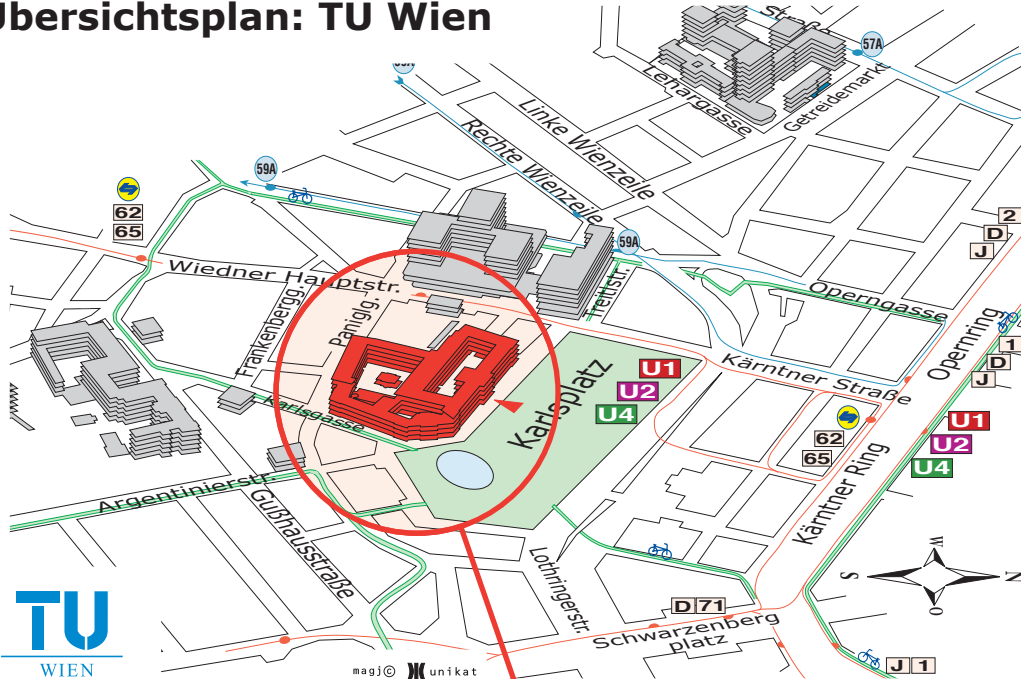 Übersichtsplan: TU Wien
Straße
57A
Lehargasse
Getreidemarkt
Linke Wienzeile
Rechte Wienzeile
59A
62
65
59A
2
D
J
Wiedner Hauptstr.
Treitlstr.
Operngasse
Frankenbergg.
Paniglg.
Opernring
1
D
J
Karlsplatz
U1
U2
U4
Kärntner Straße
Karlsgasse
62
65
U1
U2
U4
Kärntner Ring
Argentinierstr.
Gußhausstraße
Lothringerstr.
W
S
N
O
D 71
Schwarzenberg
platz
J 1
TU
WIEN
magj© unikat